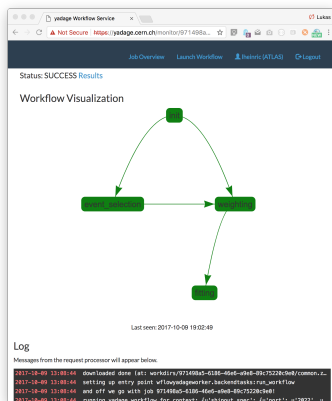 yadage Workflow Service
Lukas
Not Secure https://yadage.cern.ch/monitor/971498a...
Job Overview Launch Workflow lheinric (ATLAS) Logout
Status: SUCCESS Results
Workflow Visualization
init
event_selection weighting
fitting
Last seen: 2017-10-09 19:02:49
Log
Messages from the request processor will appear below.
2017-10-09 13:08:44 downloaded done (at: workdirs/971498a5-6186-46e6-a9e8-89c75220c9e0/common.z...
2017-10-09 13:08:44 setting up entry point wflowyadageworker.backendtasks:run_workflow
2017-10-09 13:08:44 and off we go with job 971498a5-6186-46e6-a9e8-89c75220c9e0!
2017-10-09 13:08:44 running yadage workflow for context: {u'shipout_spec': {u'port': u'2022', u'